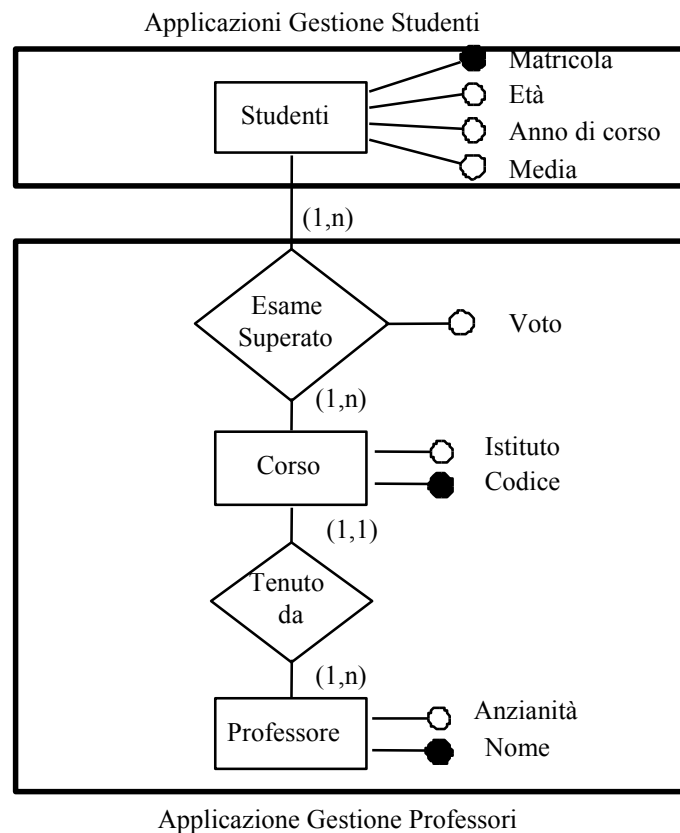 Applicazioni Gestione Studenti
Matricola
Studenti
Età
Anno di corso
Media
(1,n)
Esame
Superato
Voto
(1,n)
Istituto
Corso
Codice
(1,1)
Tenuto
da
(1,n)
Anzianità
Professore
Nome
Applicazione Gestione Professori